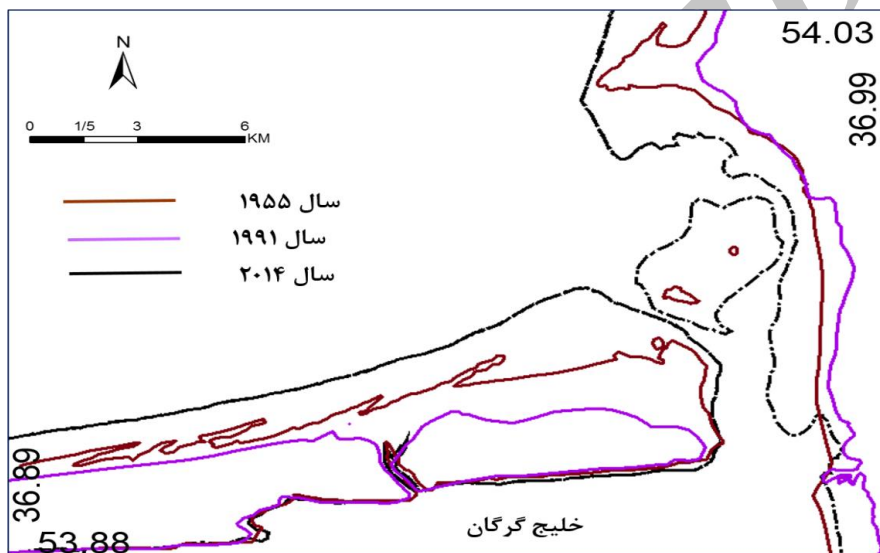 54.03
36.99
N
0 1/5 3 6
KM
سال ۱۹۵۵
سال ۱۹۹۱
سال ۲۰۱۴
36.89
53.88
خلیج گرگان